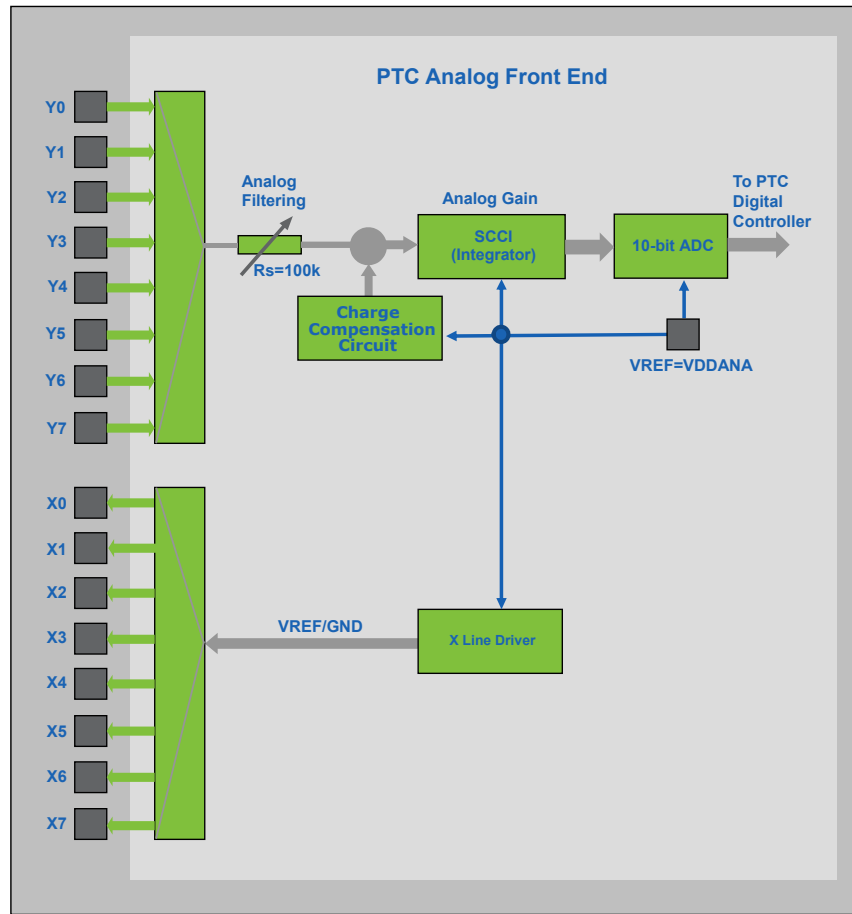 PTC Analog Front End
Y0
Y1
Y2
Y3
Y4
Y5
Y6
Y7
Analog
Filtering
Rs=100k
Analog Gain
SCCI
(Integrator)
10-bit ADC
To PTC
Digital
Controller
Charge
Compensation
Circuit
VREF=VDDANA
X0
X1
X2
X3
X4
X5
X6
X7
VREF/GND
X Line Driver